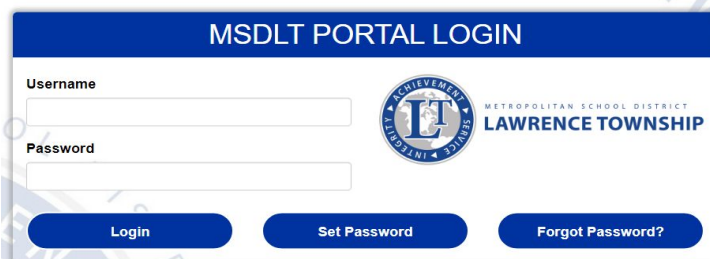 MSDLT PORTAL LOGIN
Username
Password
ACHIEVEMENT SERVICE INTEGRITY
LT
METROPOLITAN SCHOOL DISTRICT
LAWRENCE TOWNSHIP
Login
Set Password
Forgot Password?